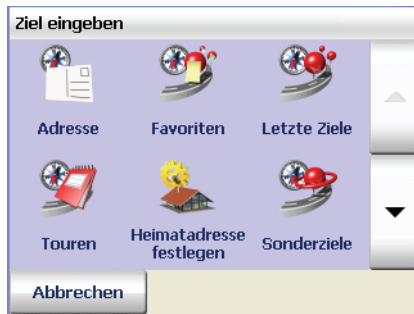 Ziel eingeben
Adresse
Favoriten
Letzte Ziele
Touren
Heimatadresse
festlegen
Sonderziele
Abbrechen